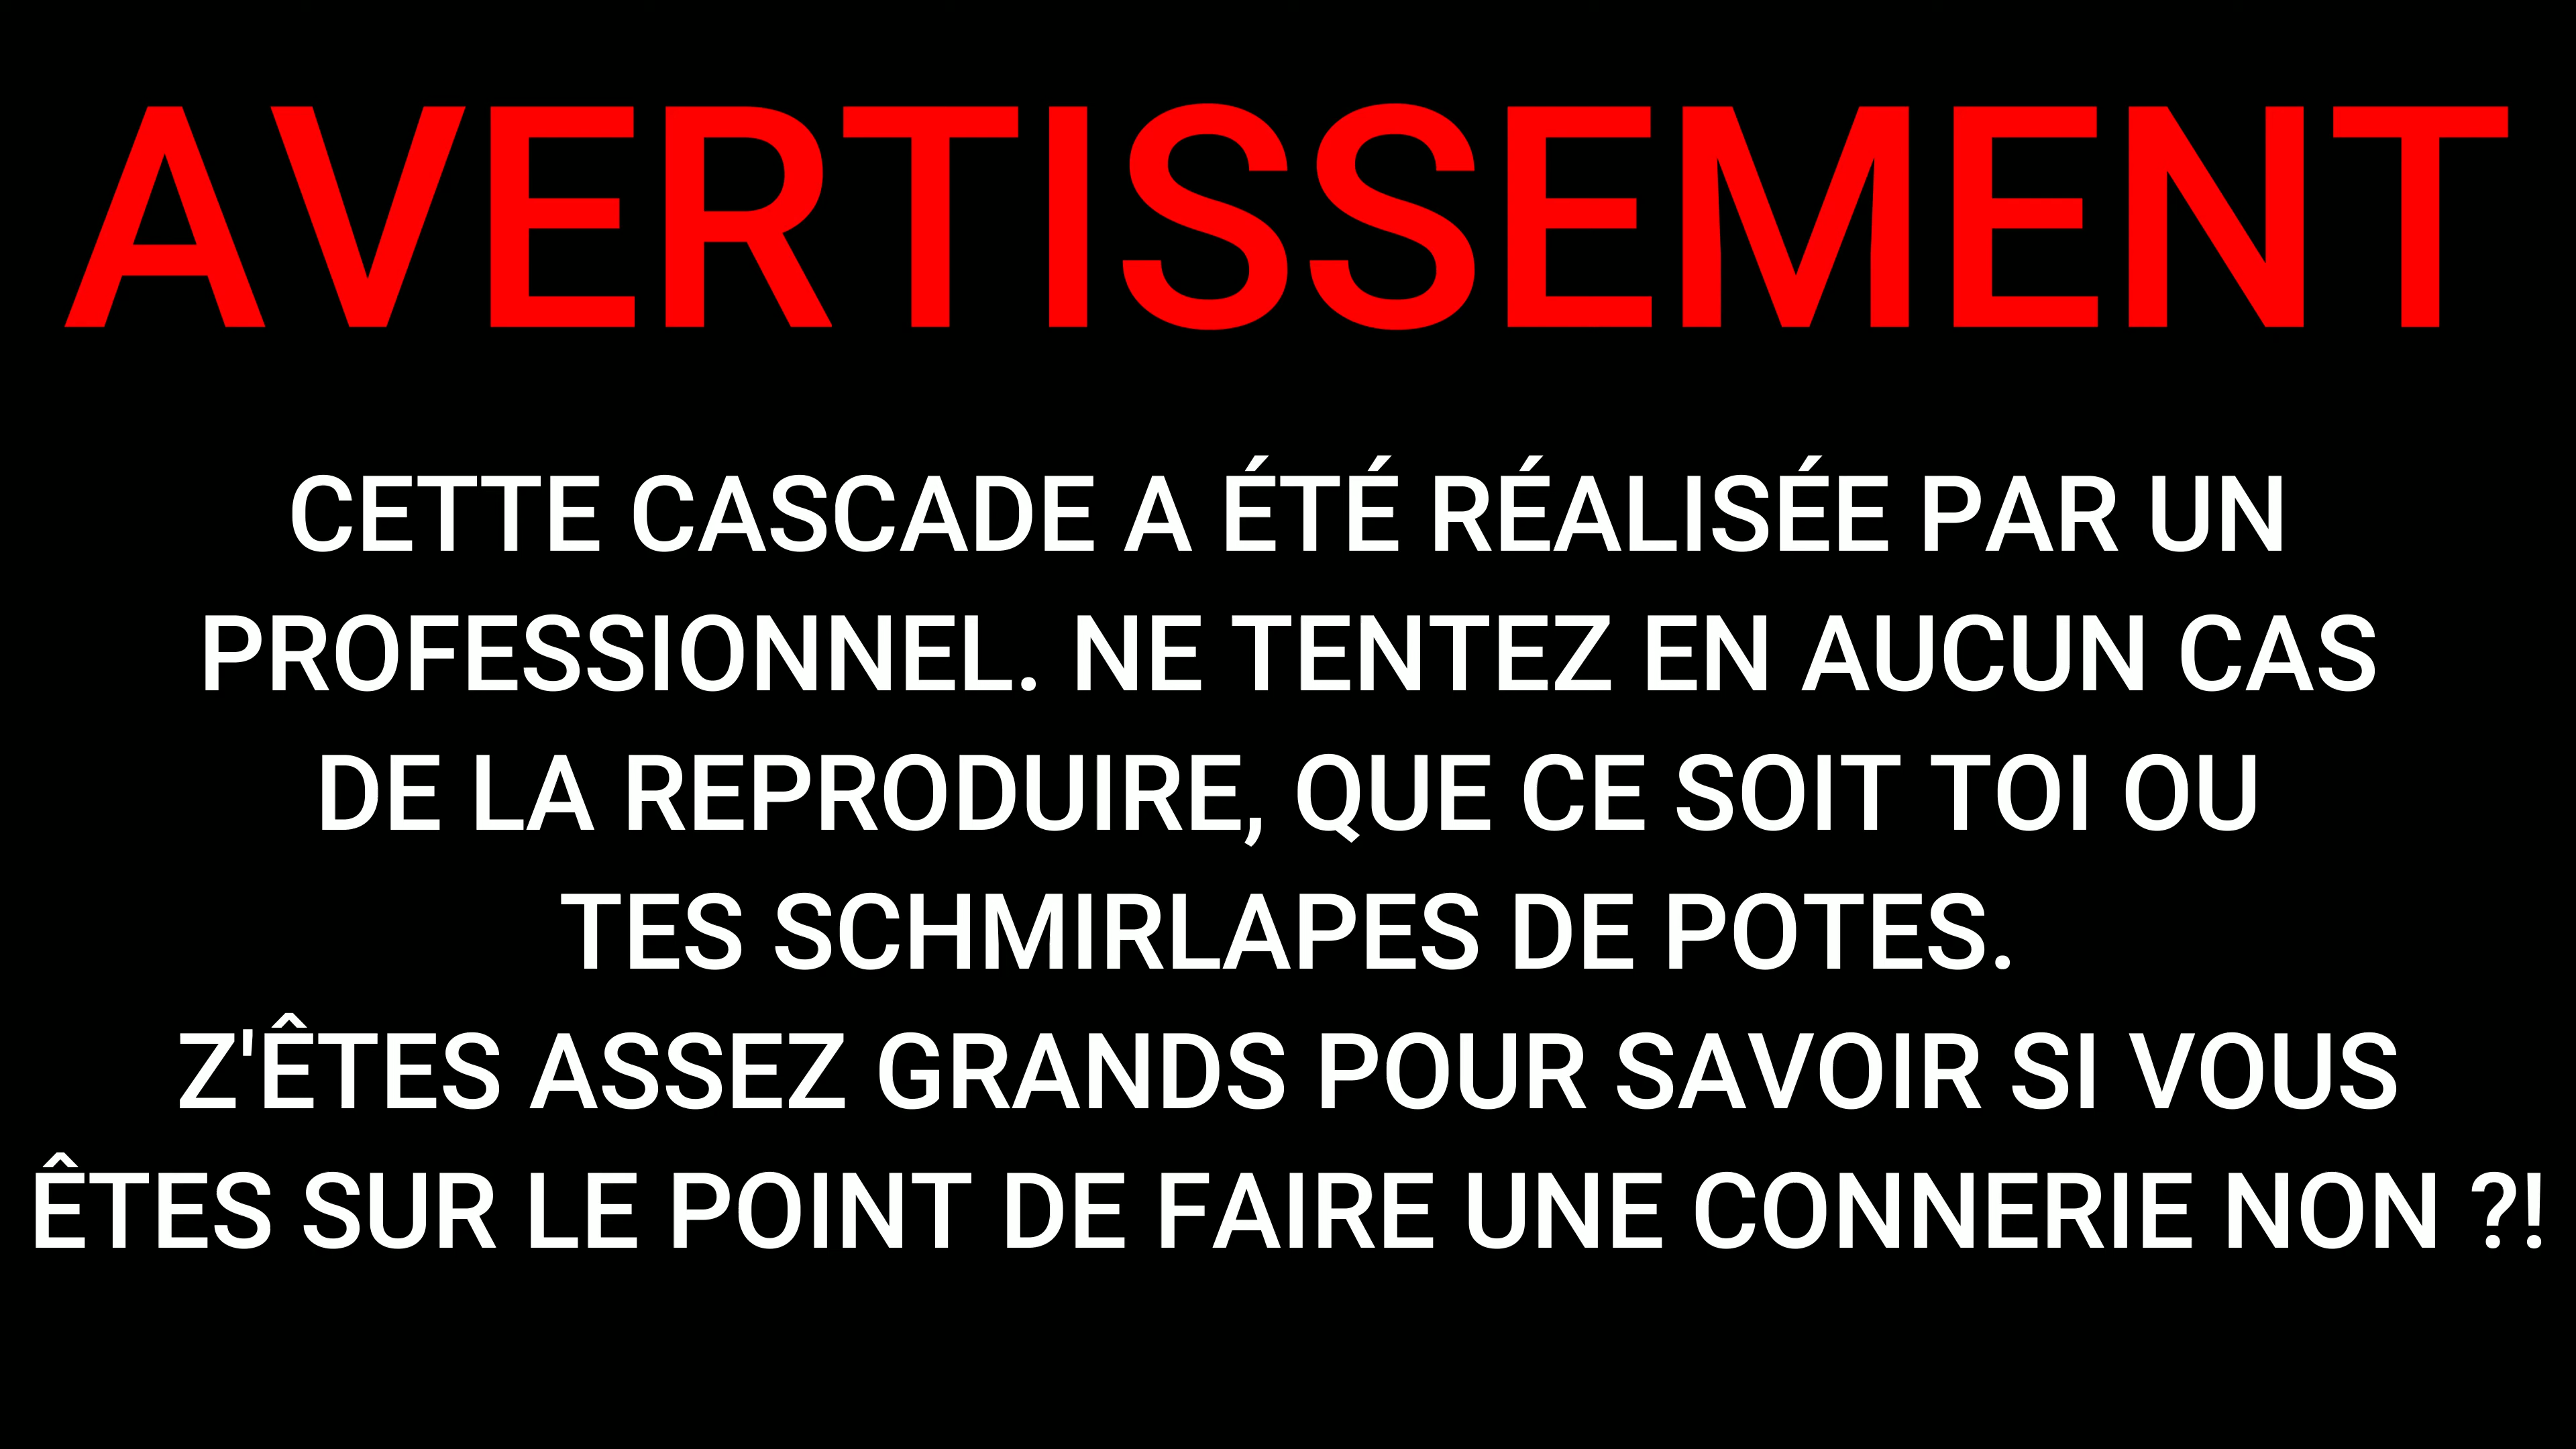 AVERTISSEMENT
CETTE CASCADE A ÉTÉ RÉALISÉE PAR UN
PROFESSIONNEL. NE TENTEZ EN AUCUN CAS
DE LA REPRODUIRE, QUE CE SOIT TOI OU
TES SCHMIRLAPES DE POTES.
Z'ÊTES ASSEZ GRANDS POUR SAVOIR SI VOUS
ÊTES SUR LE POINT DE FAIRE UNE CONNERIE NON ?!